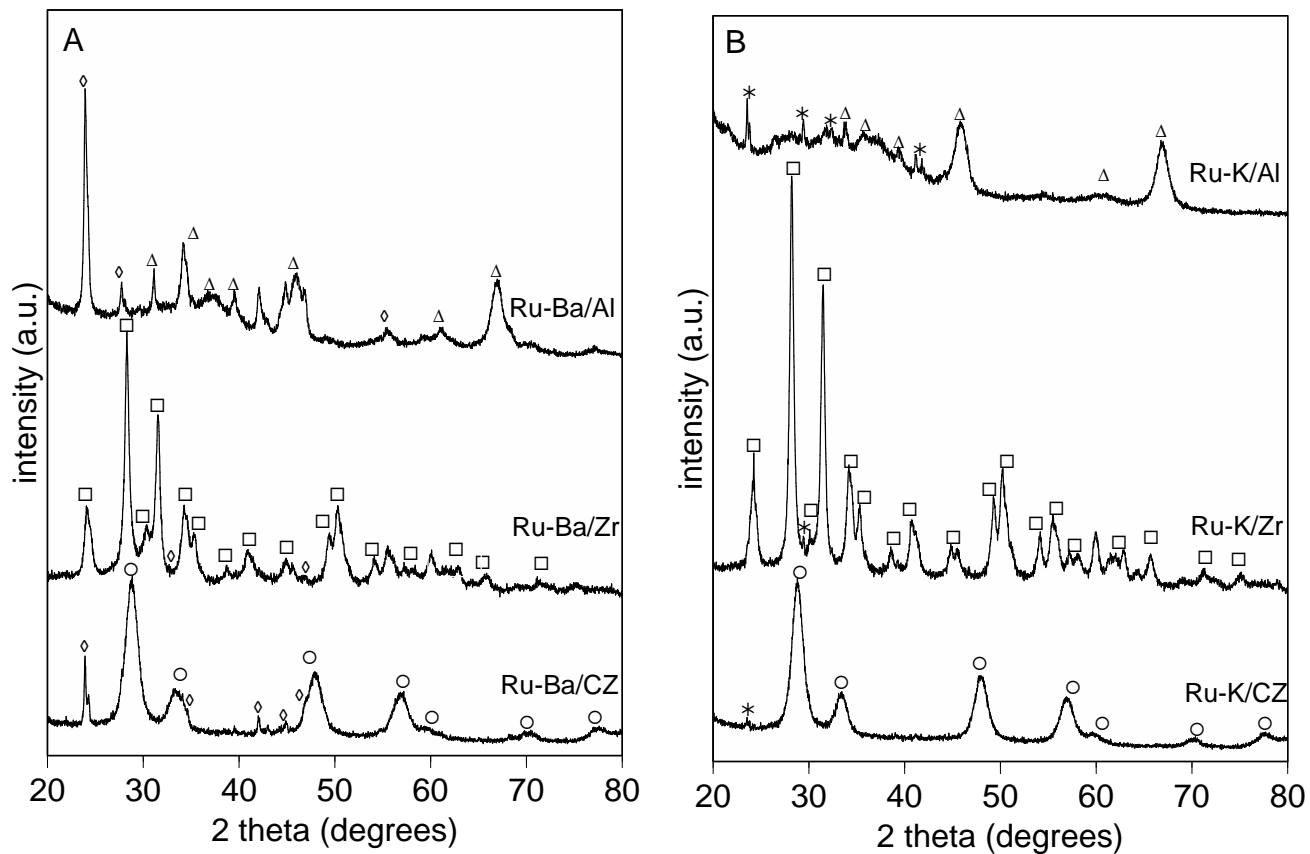 A
intensity (a.u.)
Ru-Ba/Al
Ru-Ba/Zr
Ru-Ba/CZ
20 30 40 50 60 70 80
2 theta (degrees)
B
intensity (a.u.)
Ru-K/Al
Ru-K/Zr
Ru-K/CZ
20 30 40 50 60 70 80
2 theta (degrees)